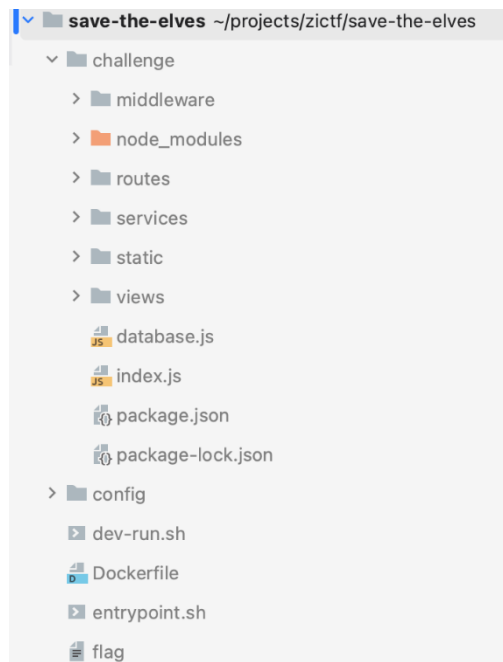 save-the-elves ~/projects/zictf/save-the-elves
challenge
middleware
node_modules
routes
services
static
views
JS database.js
JS index.js
package.json
package-lock.json
config
dev-run.sh
D Dockerfile
entrypoint.sh
flag